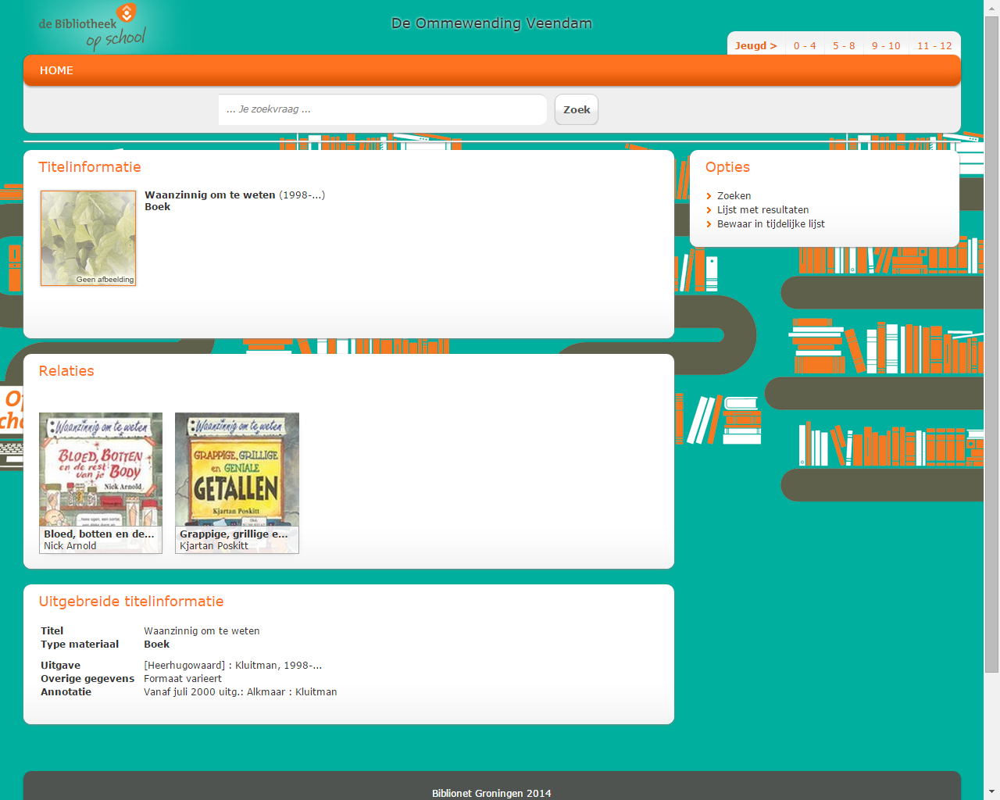 de Bibliotheek
op school
De Ommewending Veendam
Jeugd > 0 - 4 5 - 8 9 - 10 11 - 12
HOME
... Je zoekvraag ... Zoek
Titelinformatie
Waanzinnig om te weten (1998-...)
Boek
Geen afbeelding
Opties
Zoeken
Lijst met resultaten
Bewaar in tijdelijke lijst
Relaties
Waanzinnig om te weten
BLOED, BOTTEN
en de rest
van je BODY
Nick Arnold
Bloed, botten en de...
Nick Arnold
Waanzinnig om te weten
GRAPPIGE, GRILLIGE
en GENIALE
GETALLEN
Kjartan Poskitt
Grappige, grillige e...
Kjartan Poskitt
Uitgebreide titelinformatie
Titel Waanzinnig om te weten
Type materiaal Boek
Uitgave [Heerhugowaard] : Kluitman, 1998-...
Overige gegevens Formaat varieert
Annotatie Vanaf juli 2000 uitg.: Alkmaar : Kluitman
Biblionet Groningen 2014